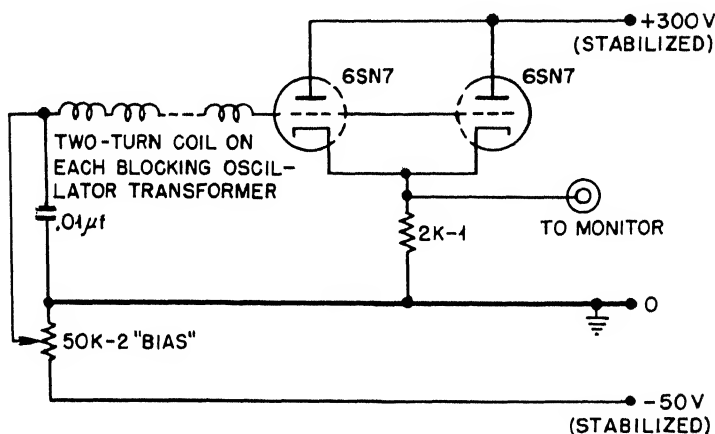 +300V
(STABILIZED)
6SN7
6SN7
TWO-TURN COIL ON
EACH BLOCKING OSCIL-
LATOR TRANSFORMER
.01μf
2K-1
TO MONITOR
0
50K-2 "BIAS"
-50V
(STABILIZED)